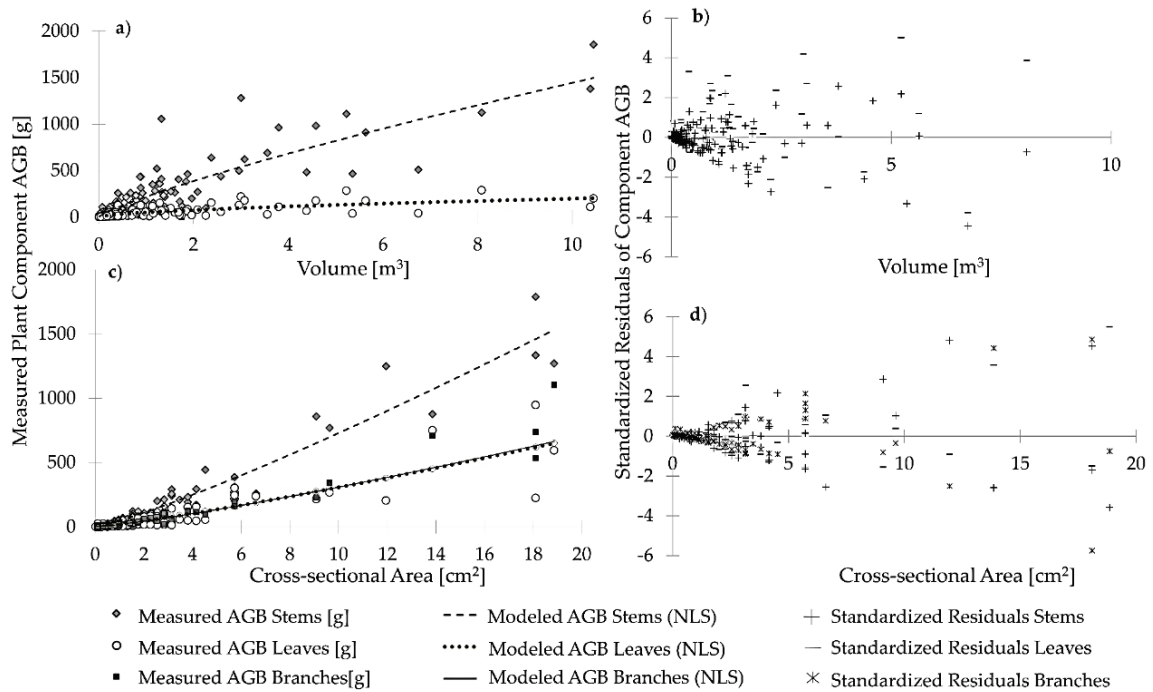 Measured Plant Component AGB [g]
a)
2000
1500
1000
500
0
0 2 4 6 8 10
Volume [m³]
Standardized Residuals of Component AGB
b)
6
4
2
0
-2
-4
-6
0 5 10
Volume [m³]
c)
2000
1500
1000
500
0
0 2 4 6 8 10 12 14 16 18 20
Cross-sectional Area [cm²]
d)
6
4
2
0
-2
-4
-6
0 5 10 15 20
Cross-sectional Area [cm²]
Measured AGB Stems [g]
Modeled AGB Stems (NLS)
Standardized Residuals Stems
Measured AGB Leaves [g]
Modeled AGB Leaves (NLS)
Standardized Residuals Leaves
Measured AGB Branches[g]
Modeled AGB Branches (NLS)
Standardized Residuals Branches